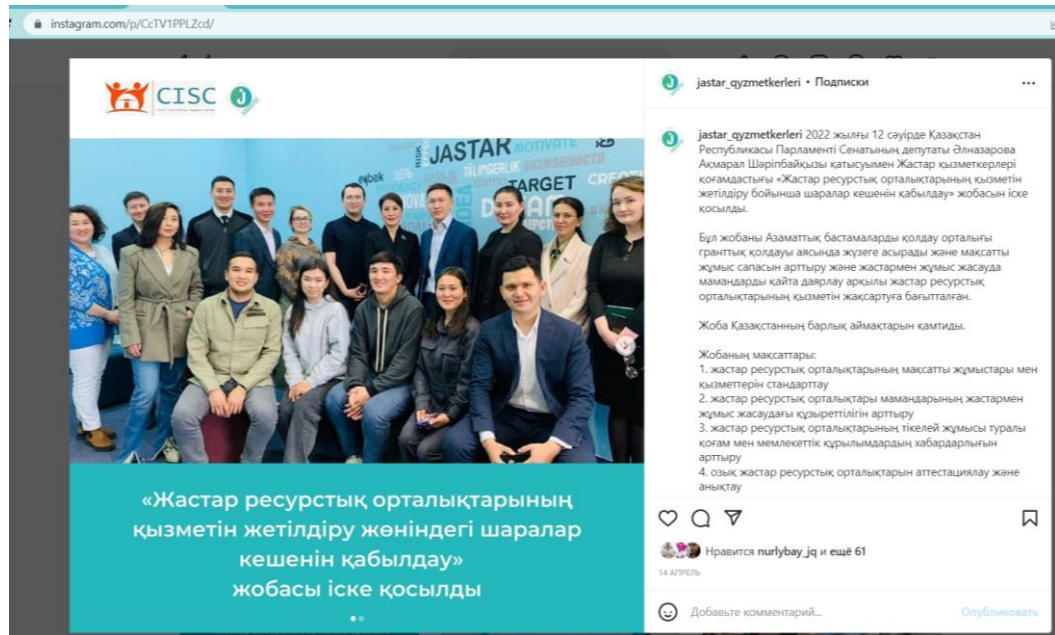 instagram.com/p/CcTV1PPLZcd/
CISC
JASTAR
MOTIVATE
TÁLIMGERLIK
ВОЗМОЖНОСТИ
eńbek
TARGET
IDEA
jastar_qyzmetkerleri • Подписки
jastar_qyzmetkerleri 2022 жылғы 12 сәуірде Қазақстан
Республикасы Парламенті Сенатының депутаты Әлназарова
Ақмарал Шәріпбайқызы қатысуымен Жастар қызметкерлері
қоғамдастығы «Жастар ресурстық орталықтарының қызметін
жетілдіру бойынша шаралар кешенін қабылдау» жобасын іске
қосылды.
Бұл жобаны Азаматтық бастамаларды қолдау орталығы
гранттық қолдауы аясында жүзеге асырады және мақсатты
жұмыс сапасын арттыру және жастармен жұмыс жасауда
мамандарды қайта даярлау арқылы жастар ресурстық
орталықтарының қызметін жақсартуға бағытталған.
Жоба Қазақстанның барлық аймақтарын қамтиды.
Жобаның мақсаттары:
1. жастар ресурстық орталықтарының мақсатты жұмыстары мен
қызметтерін стандарттау
2. жастар ресурстық орталықтары мамандарының жастармен
жұмыс жасаудағы құзыреттілігін арттыру
3. жастар ресурстық орталықтарының тікелей жұмысы туралы
қоғам мен мемлекеттік құрылымдардың хабардарлығын
арттыру
4. озық жастар ресурстық орталықтарын аттестациялау және
анықтау
«Жастар ресурстық орталықтарының
қызметін жетілдіру жөніндегі шаралар
кешенін қабылдау»
жобасы іске қосылды
Нравится nurlybay_jq и ещё 61
14 АПРЕЛЬ
Добавьте комментарий...
Опубликовать